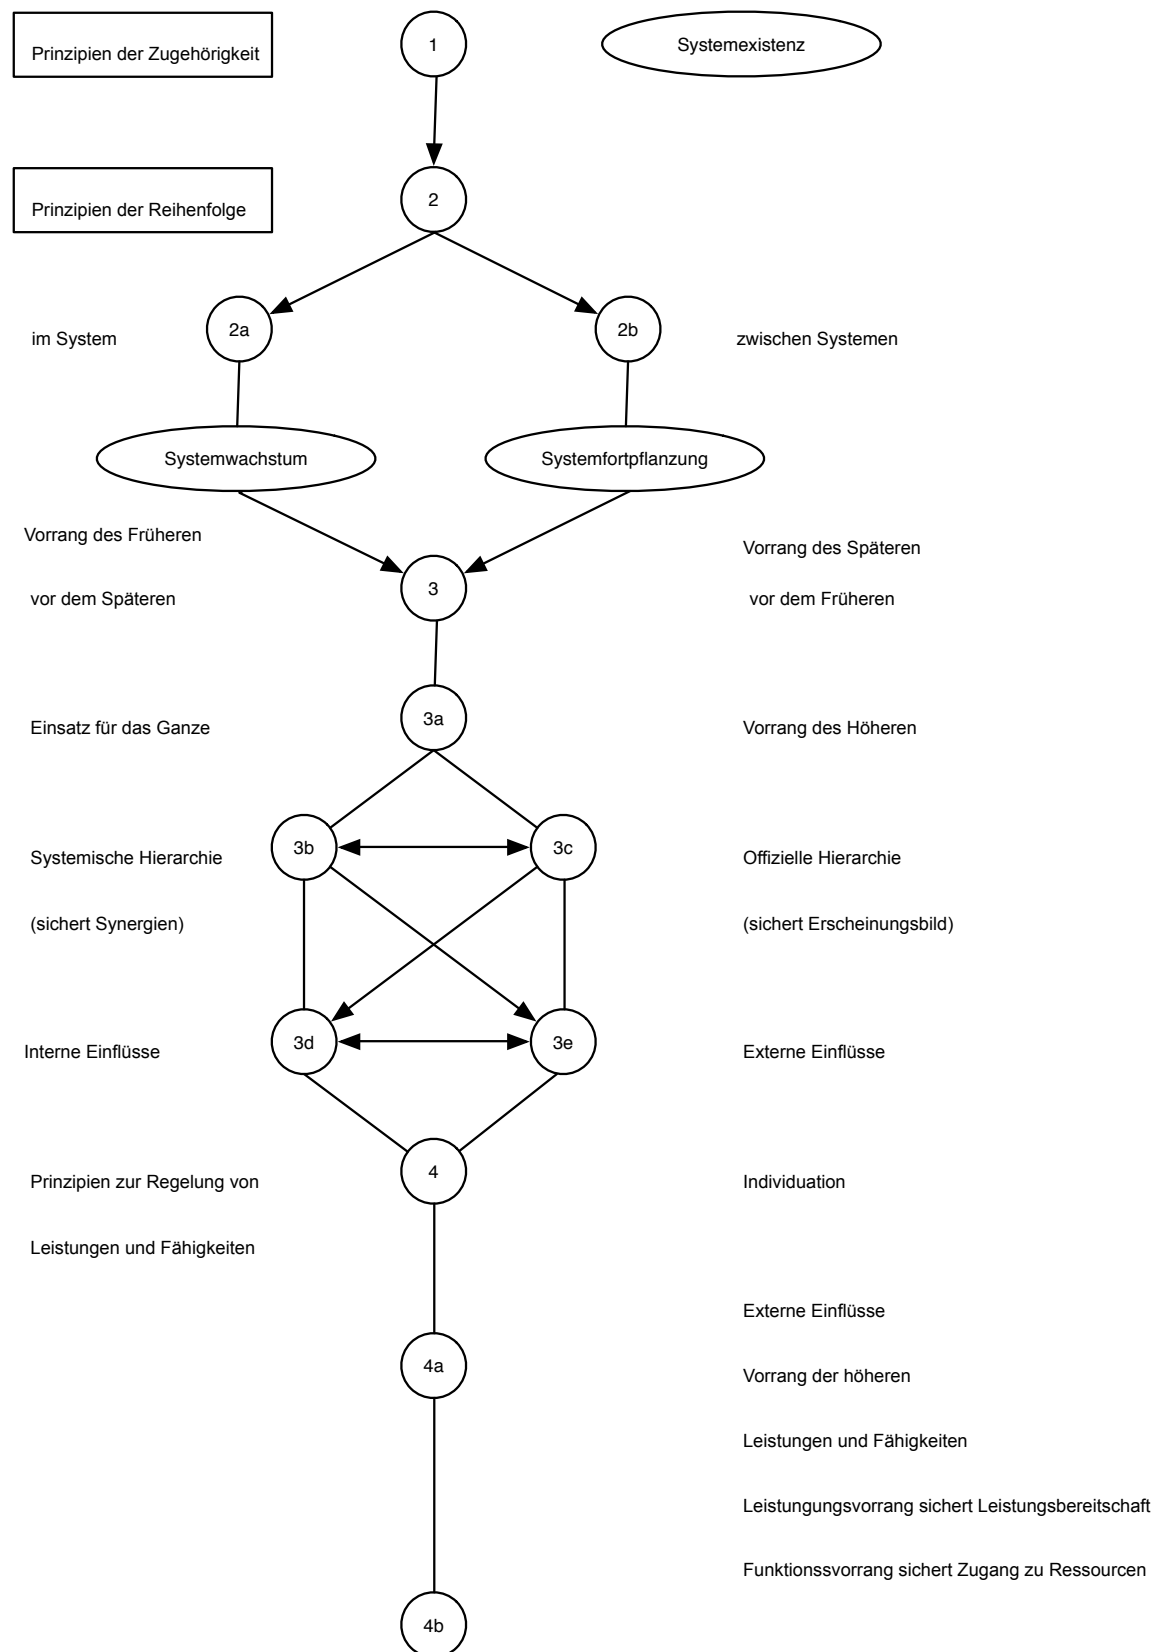 Prinzipien der Zugehörigkeit
1
Systemexistenz
Prinzipien der Reihenfolge
2
im System
2a
2b
zwischen Systemen
Systemwachstum
Systemfortpflanzung
Vorrang des Früheren
vor dem Späteren
3
Vorrang des Späteren
vor dem Früheren
Einsatz für das Ganze
3a
Vorrang des Höheren
Systemische Hierarchie
(sichert Synergien)
3b
3c
Offizielle Hierarchie
(sichert Erscheinungsbild)
Interne Einflüsse
3d
3e
Externe Einflüsse
Prinzipien zur Regelung von
Leistungen und Fähigkeiten
4
Individuation
Externe Einflüsse
4a
Vorrang der höheren
Leistungen und Fähigkeiten
Leistungungsvorrang sichert Leistungsbereitschaft
Funktionssvorrang sichert Zugang zu Ressourcen
4b